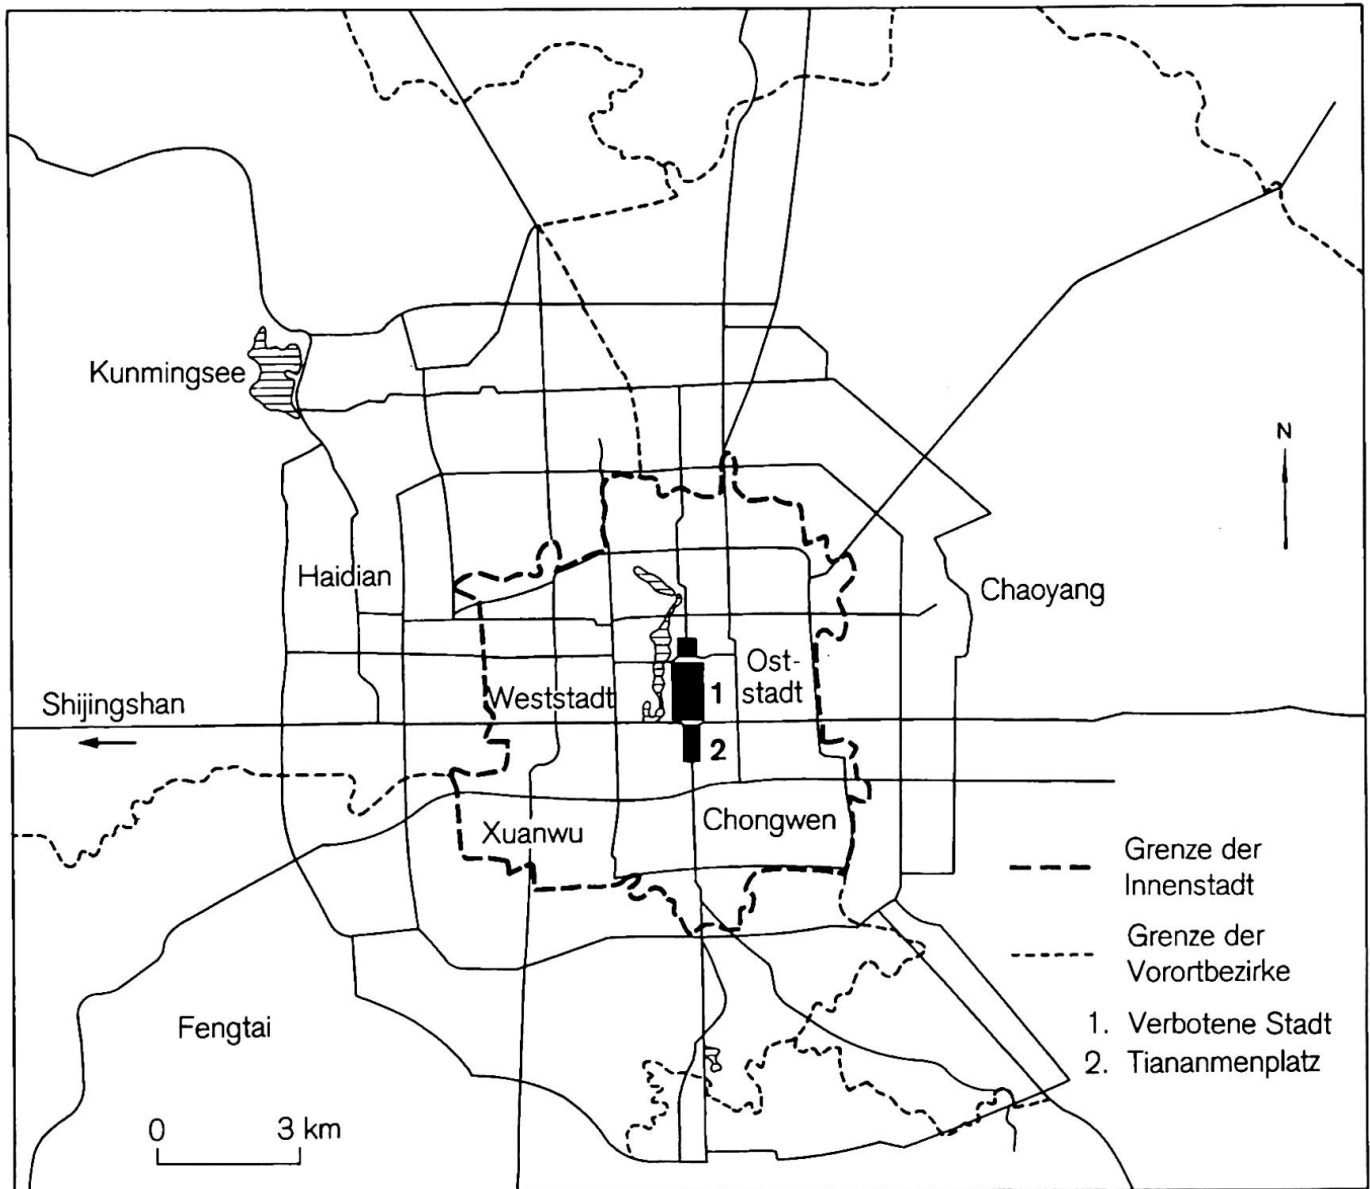 N
Kunmingsee
Haidian
Chaoyang
Ost-
stadt
Weststadt
1
Shijingshan
2
Xuanwu
Chongwen
Grenze der
Innenstadt
Grenze der
Vorortbezirke
1. Verbotene Stadt
2. Tiananmenplatz
Fengtai
0 3 km